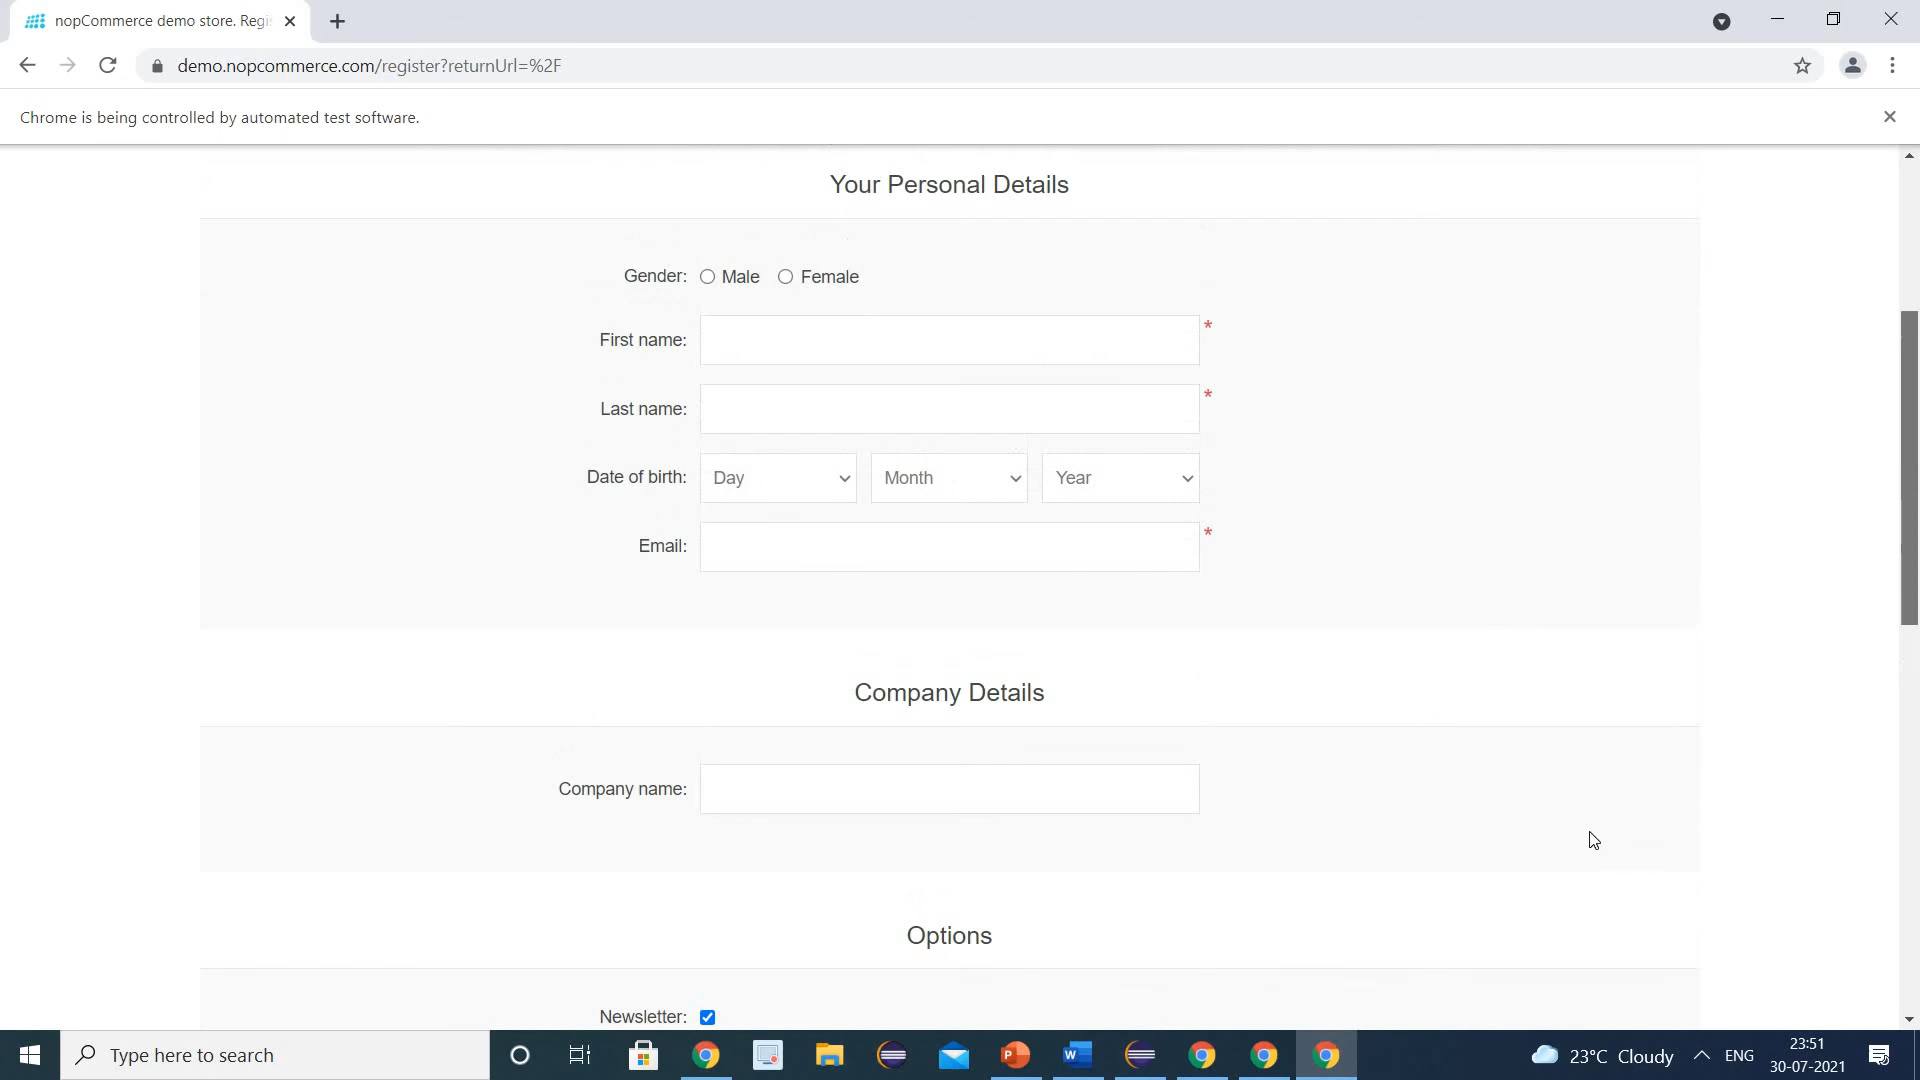 nopCommerce demo store. Regi
demo.nopcommerce.com/register?returnUrl=%2F
Chrome is being controlled by automated test software.
Your Personal Details
Gender: Male Female
First name: *
Last name: *
Date of birth: Day Month Year
Email: *
Company Details
Company name:
Options
Newsletter:
Type here to search
23°C Cloudy
ENG
23:51
30-07-2021